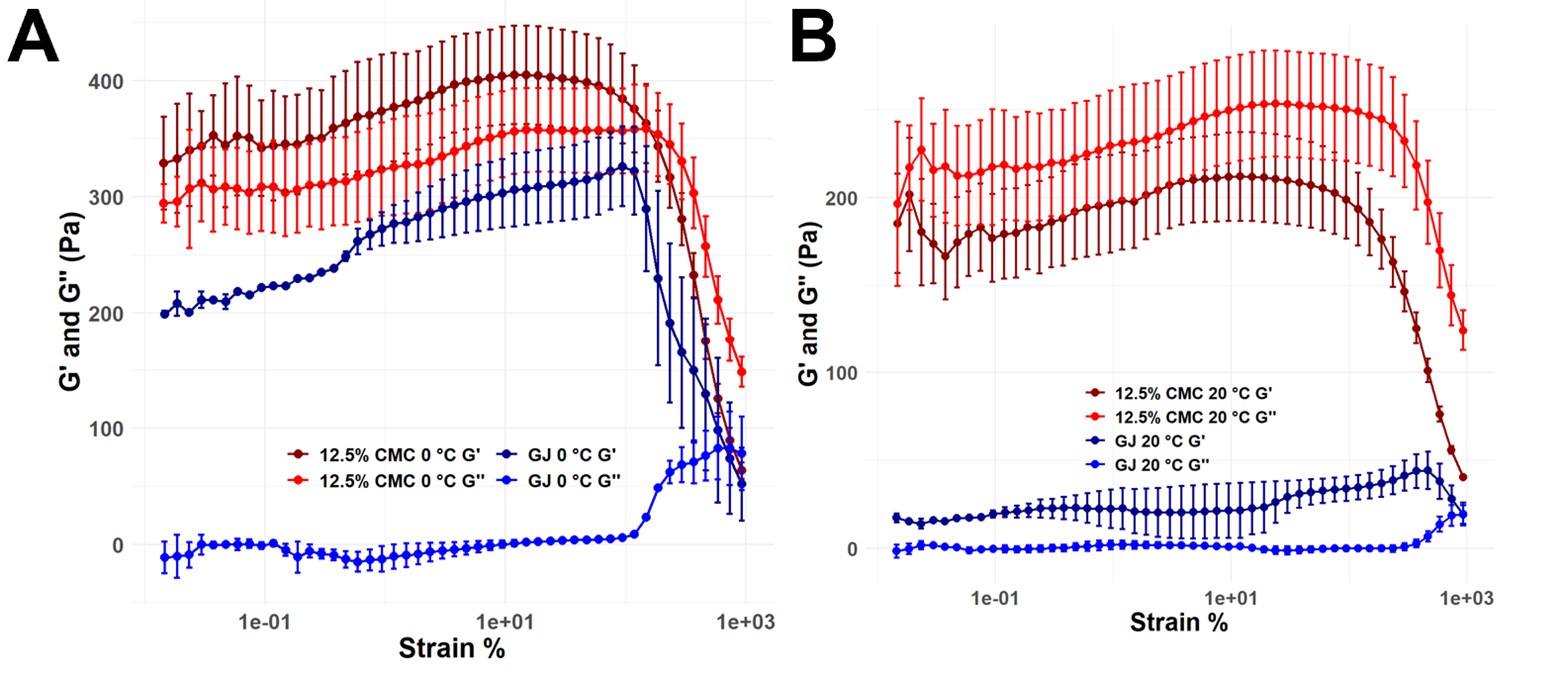 A
G' and G'' (Pa)
400
300
200
100
0
12.5% CMC 0 °C G'
GJ 0 °C G'
12.5% CMC 0 °C G''
GJ 0 °C G''
1e-01
1e+01
1e+03
Strain %
B
G' and G'' (Pa)
200
100
0
12.5% CMC 20 °C G'
12.5% CMC 20 °C G''
GJ 20 °C G'
GJ 20 °C G''
1e-01
1e+01
1e+03
Strain %